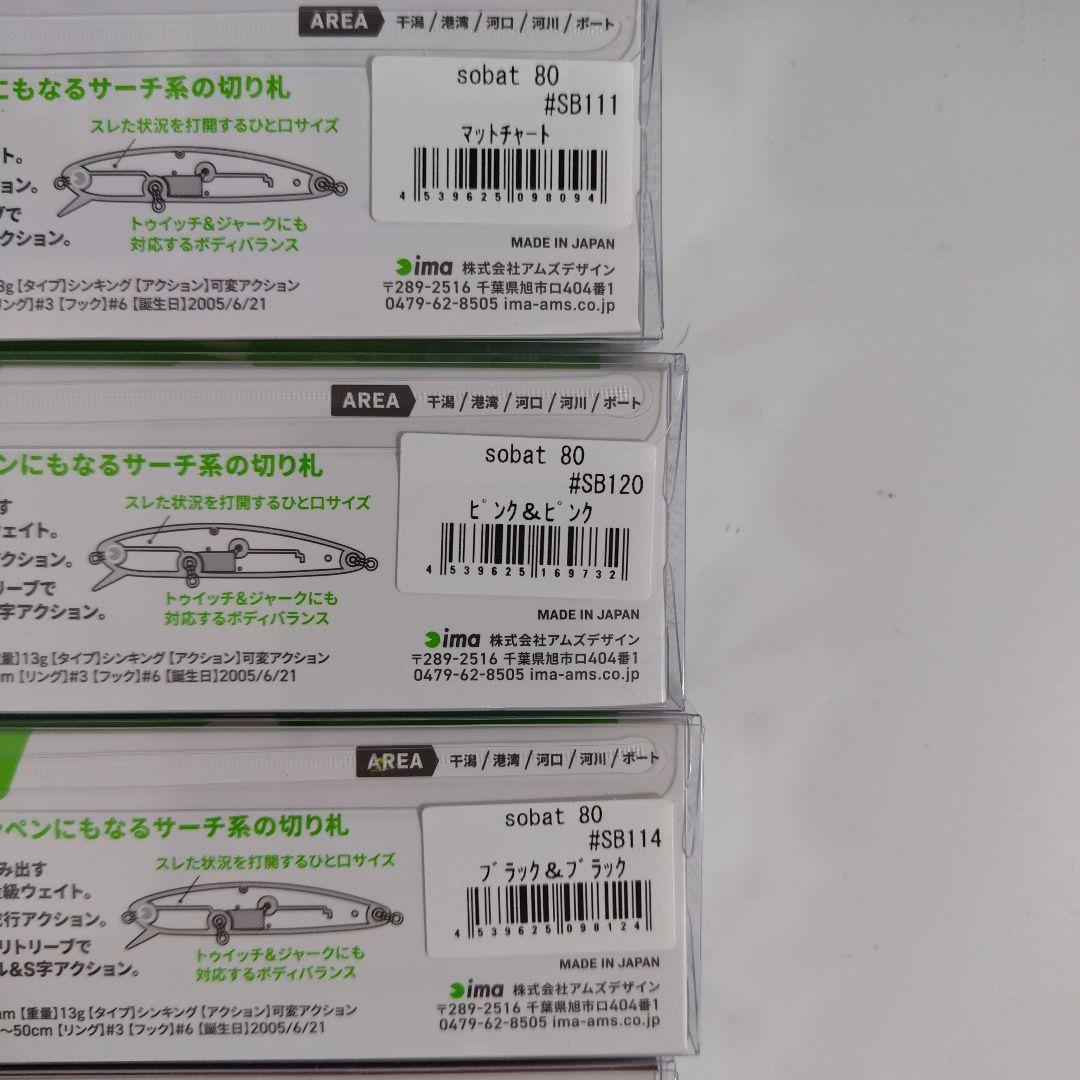 AREA 干潟/港湾/河口/河川/ボート
にもなるサーチ系の切り札
スレた状況を打開するひと口サイズ
ト。
ョン。
ブで
クション。
トゥイッチ&ジャークにも
対応するボディバランス
sobat 80
#SB111
マットチャート
4 539625 098094
MADE IN JAPAN
ima 株式会社アムズデザイン
〒289-2516 千葉県旭市ロ404番1
0479-62-8505 ima-ams.co.jp
3g【タイプ】シンキング【アクション】可変アクション
リング】#3【フック】#6【誕生日】2005/6/21
AREA 干潟/港湾/河口/河川/ボート
ンにもなるサーチ系の切り札
スレた状況を打開するひと口サイズ
す
ェイト。
アクション。
リーブで
字アクション。
トゥイッチ&ジャークにも
対応するボディバランス
sobat 80
#SB120
ﾋﾟﾝｸ&ﾋﾟﾝｸ
4 539625 169732
MADE IN JAPAN
ima 株式会社アムズデザイン
〒289-2516 千葉県旭市ロ404番1
0479-62-8505 ima-ams.co.jp
量】13g【タイプ】シンキング【アクション】可変アクション
cm【リング】#3【フック】#6【誕生日】2005/6/21
AREA 干潟/港湾/河口/河川/ボート
ペンにもなるサーチ系の切り札
スレた状況を打開するひと口サイズ
み出す
級ウェイト。
行アクション。
リトリーブで
ル&S字アクション。
トゥイッチ&ジャークにも
対応するボディバランス
sobat 80
#SB114
ﾌﾞﾗｯｸ&ﾌﾞﾗｯｸ
4 539625 098124
MADE IN JAPAN
ima 株式会社アムズデザイン
〒289-2516 千葉県旭市ロ404番1
0479-62-8505 ima-ams.co.jp
mm【重量】13g【タイプ】シンキング【アクション】可変アクション
～50cm【リング】#3【フック】#6【誕生日】2005/6/21